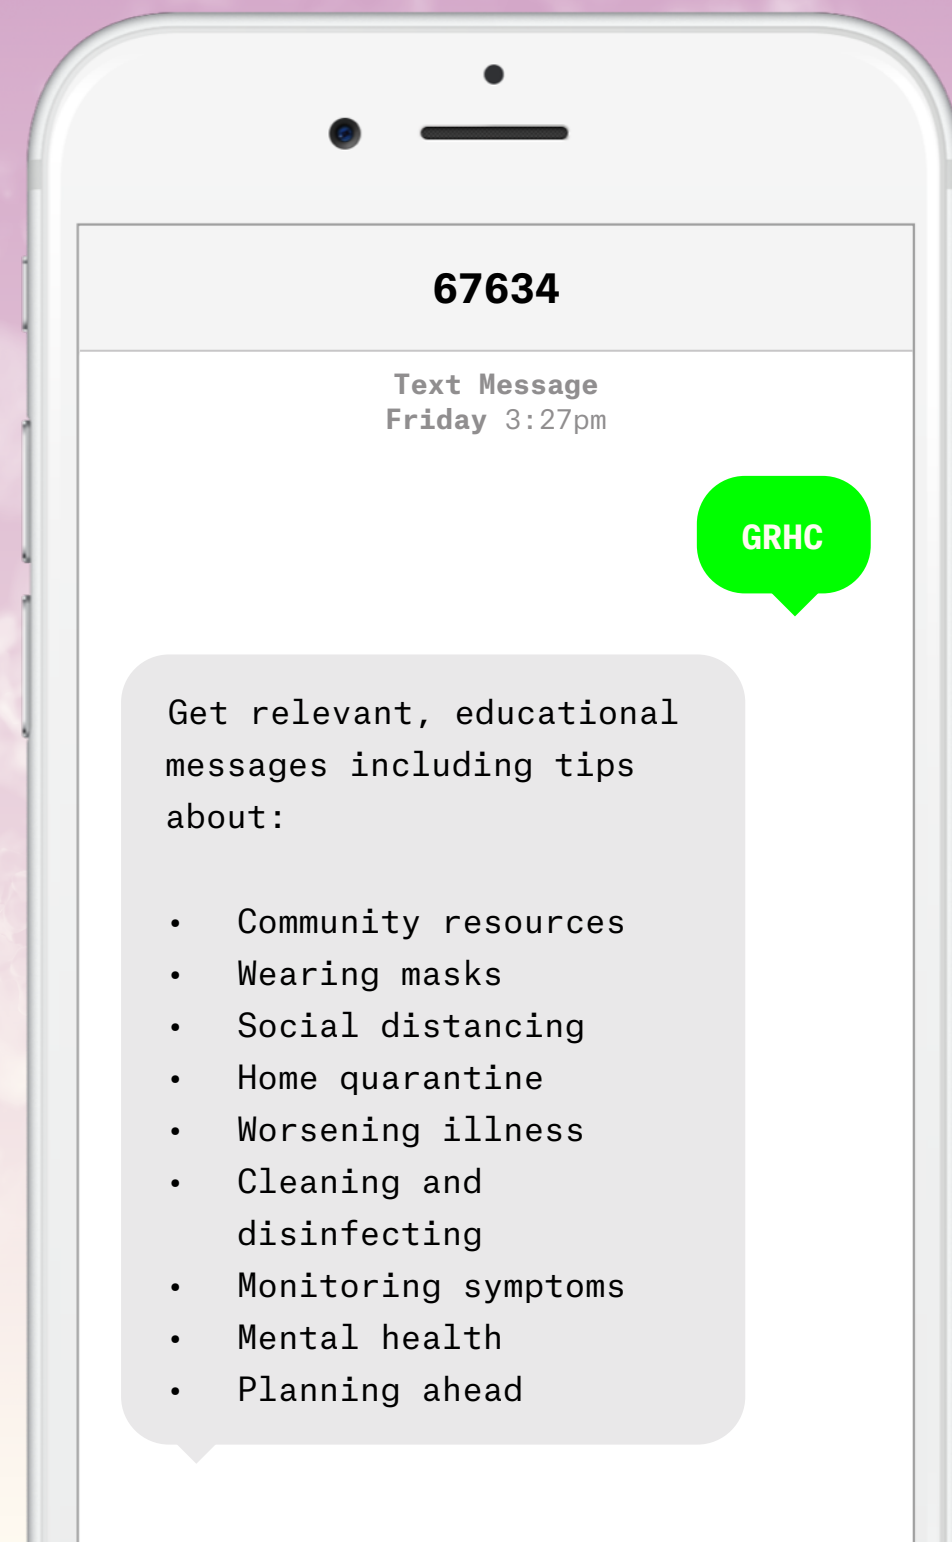 67634
Text Message
Friday 3:27pm
GRHC
Get relevant, educational
messages including tips
about:
• Community resources
• Wearing masks
• Social distancing
• Home quarantine
• Worsening illness
• Cleaning and
disinfecting
• Monitoring symptoms
• Mental health
• Planning ahead